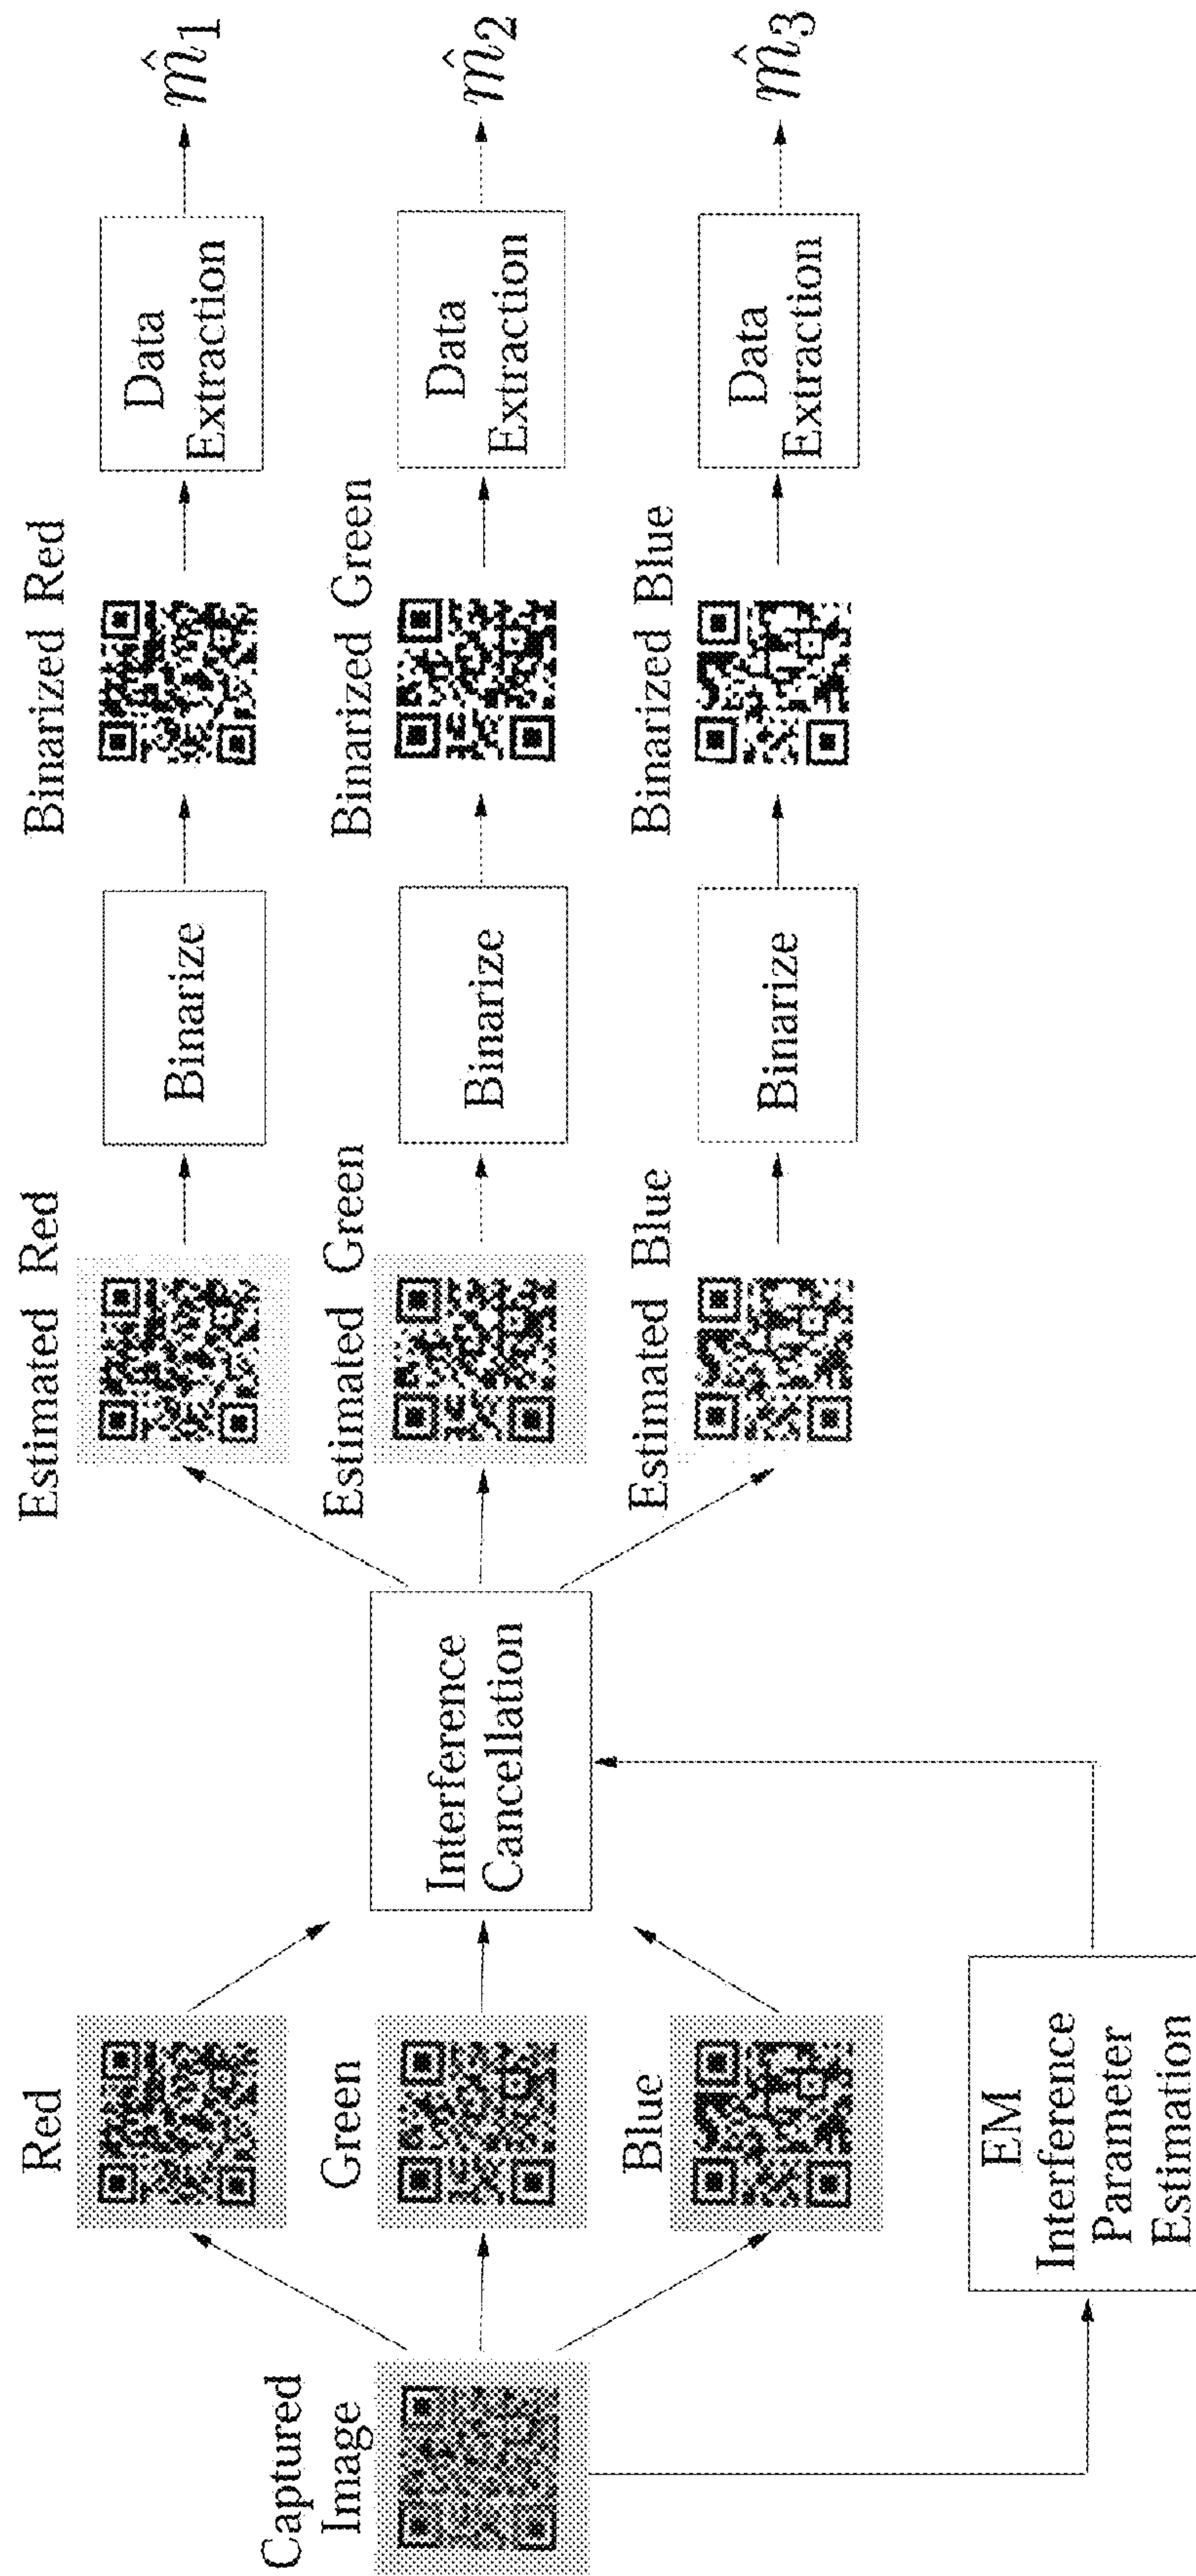 Captured
Image
Red
Green
Blue
EM
Interference
Parameter
Estimation
Interference
Cancellation
Estimated Red
Estimated Green
Estimated Blue
Binarize
Binarize
Binarize
Binarized Red
Binarized Green
Binarized Blue
Data
Extraction
Data
Extraction
Data
Extraction
m̂1
m̂2
m̂3